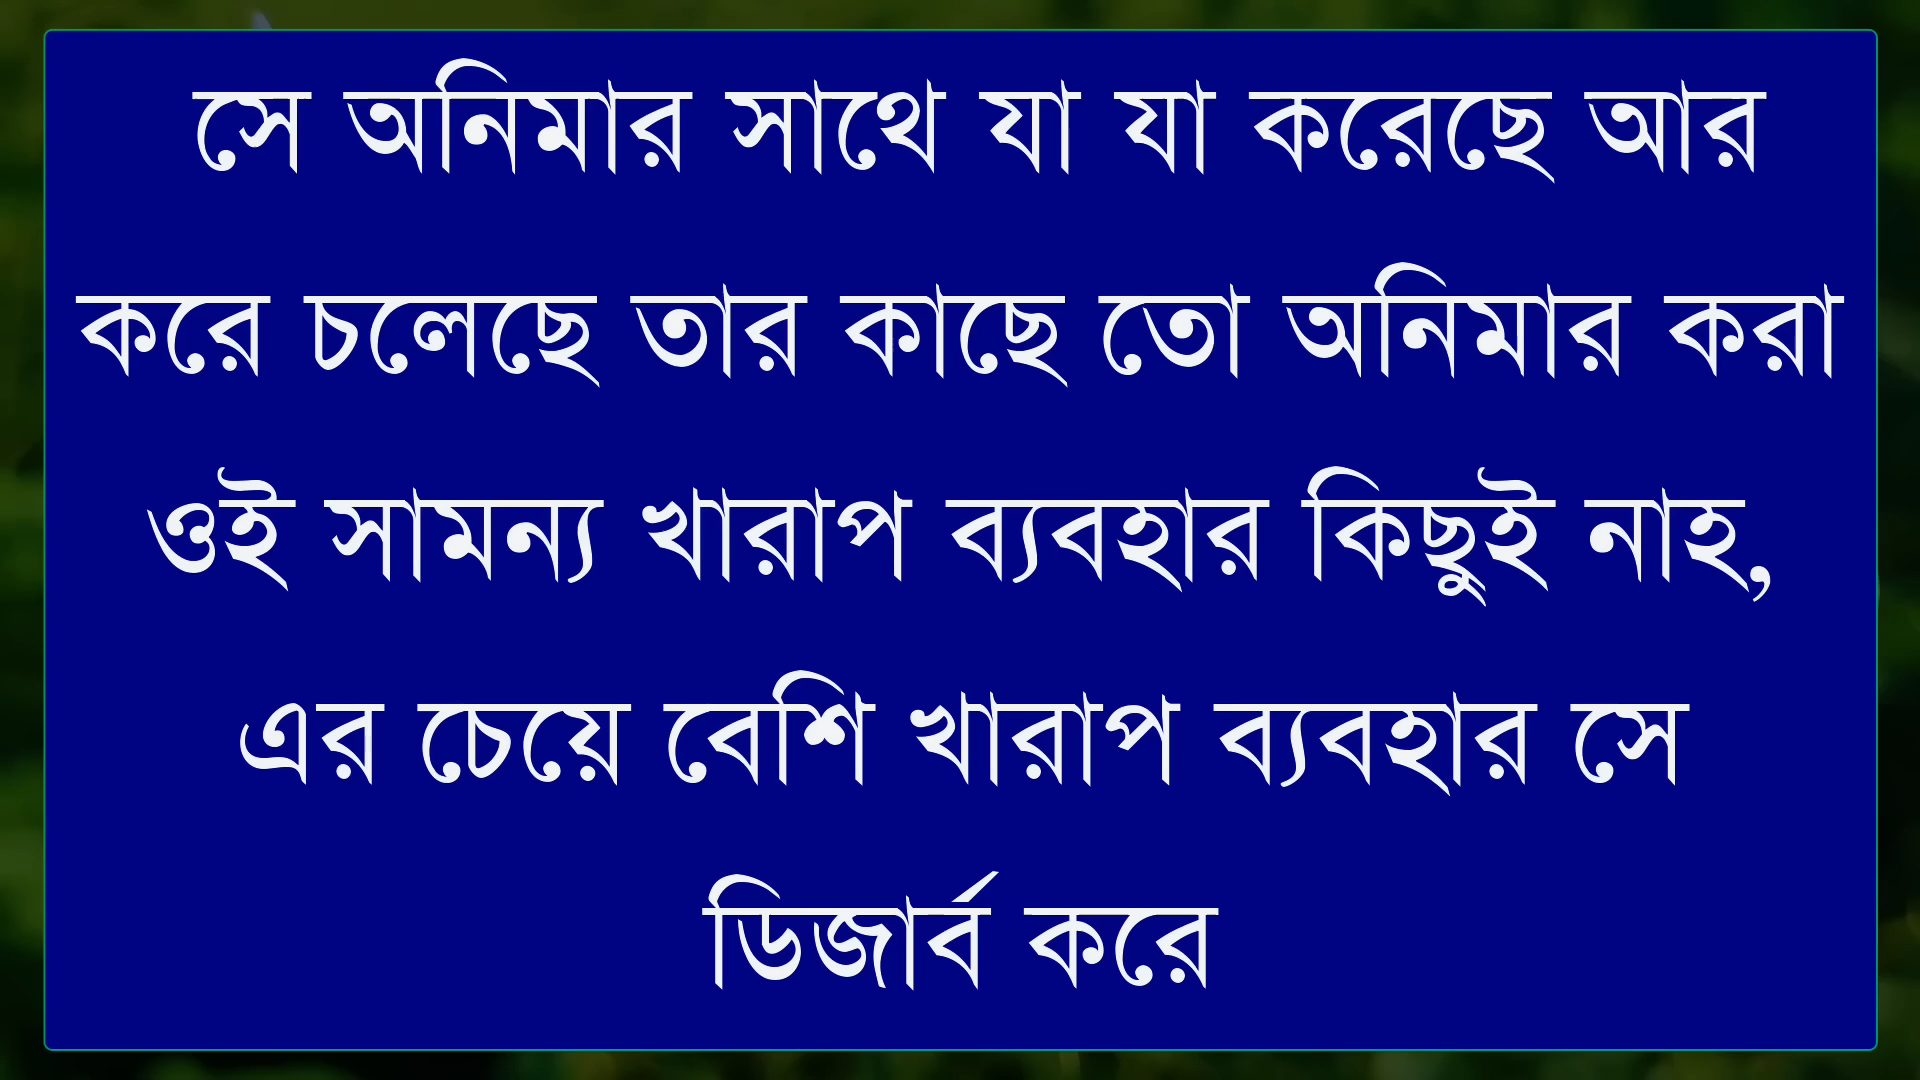 সে অনিমার সাথে যা যা করেছে আর
করে চলেছে তার কাছে তো অনিমার করা
ওই সামন্য খারাপ ব্যবহার কিছুই নাহ,
এর চেয়ে বেশি খারাপ ব্যবহার সে
ডিজার্ব করে